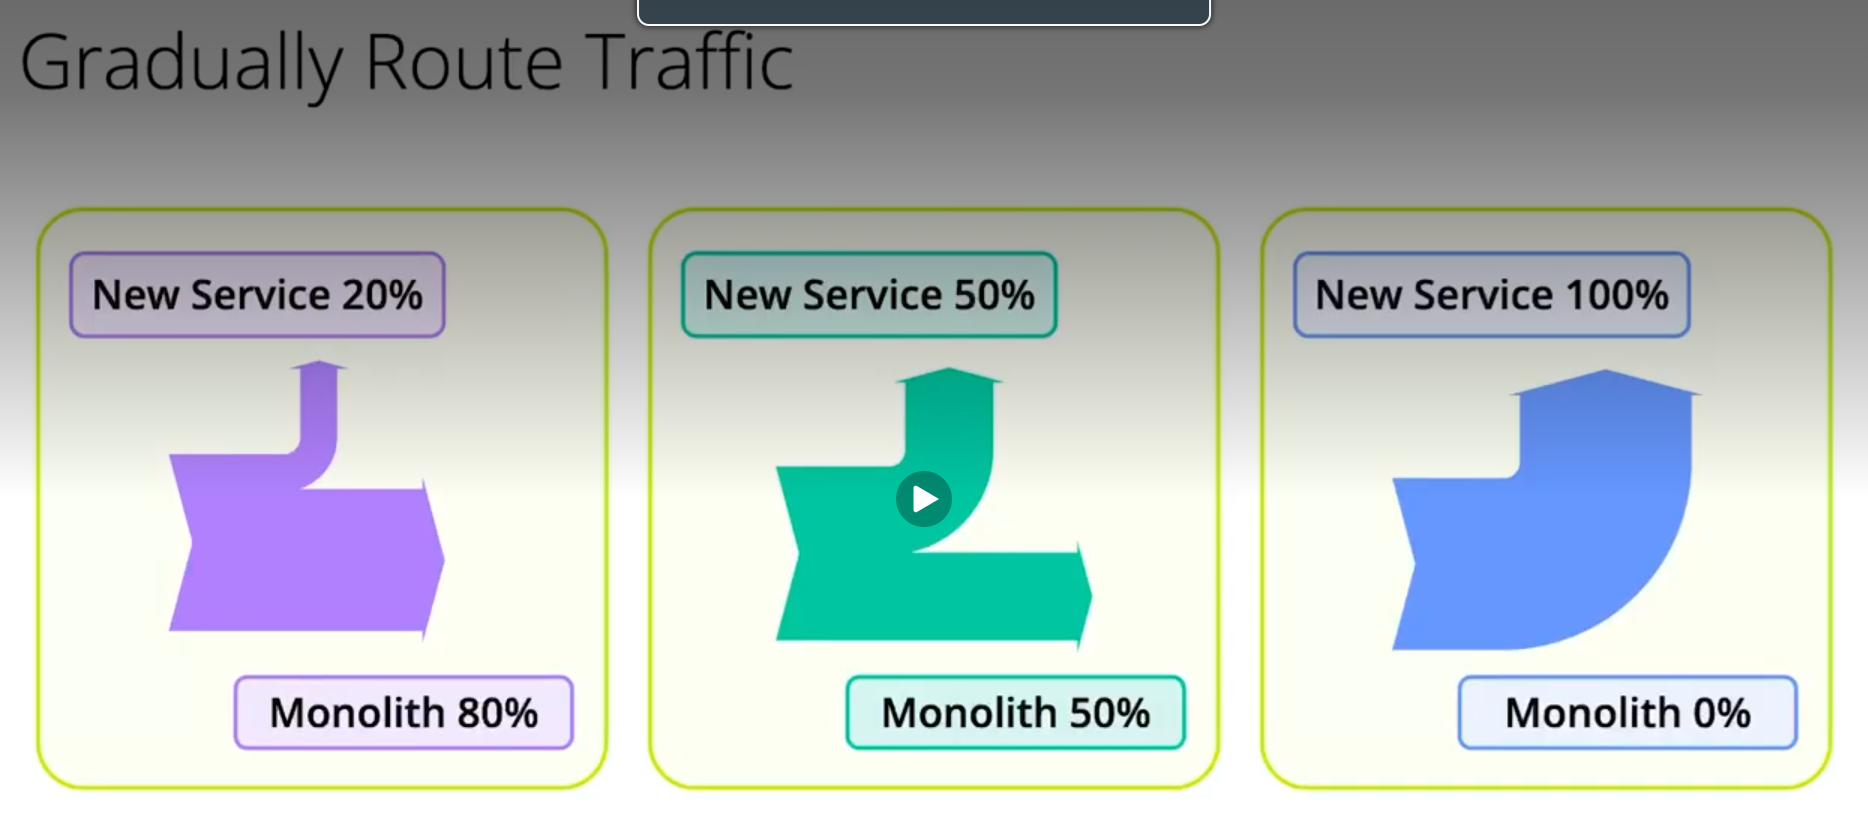 Gradually Route Traffic
New Service 20%
Monolith 80%
New Service 50%
Monolith 50%
New Service 100%
Monolith 0%